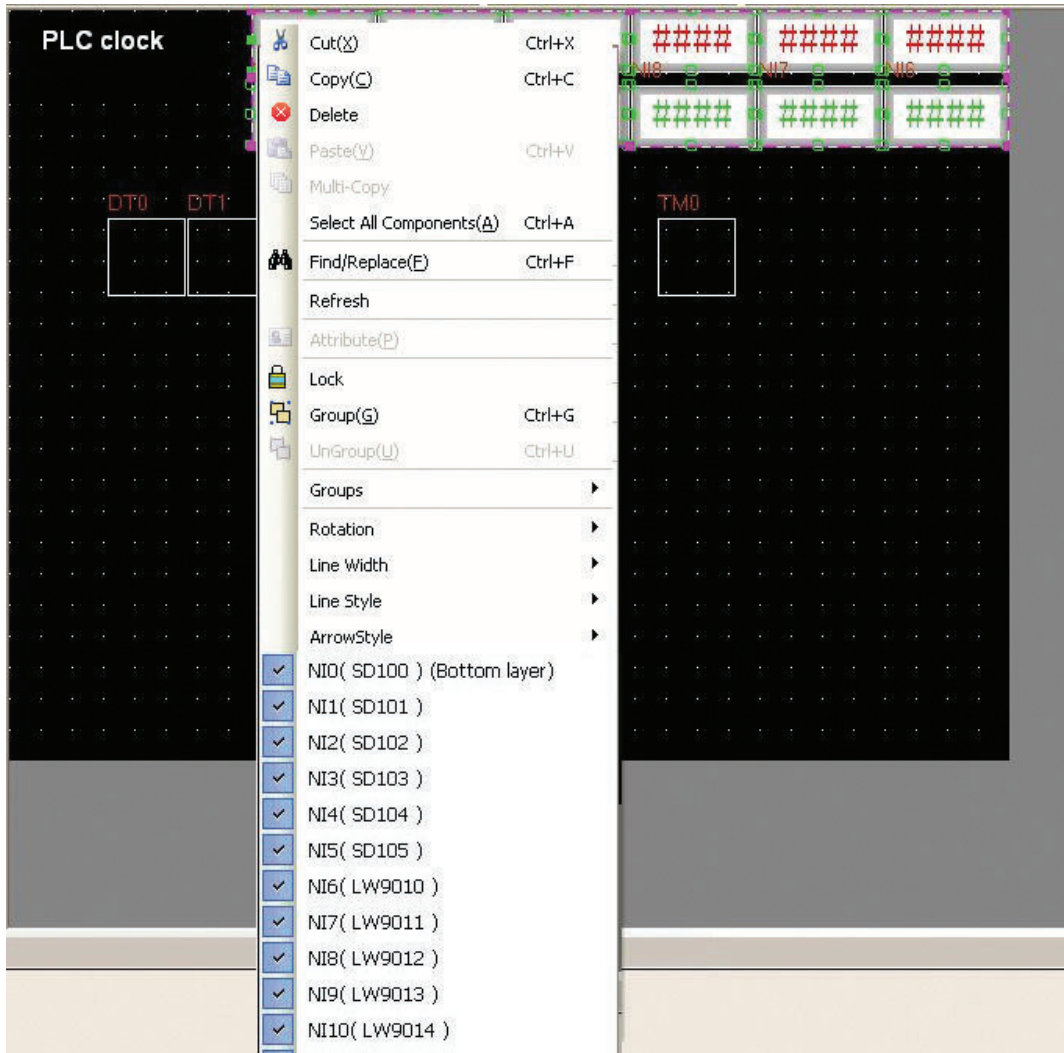 PLC clock
#### #### ####
NI8 NI7 NI6
#### #### ####
DT0 DT1 TM0
Cut(X) Ctrl+X
Copy(C) Ctrl+C
Delete
Paste(V) Ctrl+V
Multi-Copy
Select All Components(A) Ctrl+A
Find/Replace(F) Ctrl+F
Refresh
Attribute(P)
Lock
Group(G) Ctrl+G
UnGroup(U) Ctrl+U
Groups
Rotation
Line Width
Line Style
ArrowStyle
NI0( SD100 ) (Bottom layer)
NI1( SD101 )
NI2( SD102 )
NI3( SD103 )
NI4( SD104 )
NI5( SD105 )
NI6( LW9010 )
NI7( LW9011 )
NI8( LW9012 )
NI9( LW9013 )
NI10( LW9014 )